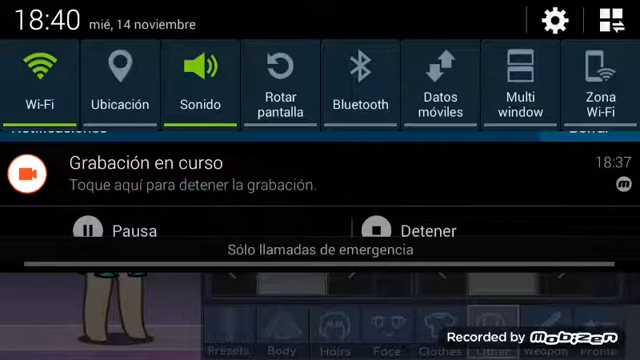 18:40 mié, 14 noviembre
Wi-Fi
Ubicación
Sonido
Rotar pantalla
Bluetooth
Datos móviles
Multi window
Zona Wi-Fi
Notificaciones
Borrar
Grabación en curso
18:37
Toque aquí para detener la grabación.
Pausa
Detener
Sólo llamadas de emergencia
Presets
Body
Hairs
Face
Clothes
Other
Weapon
Profile
Recorded by mobizen